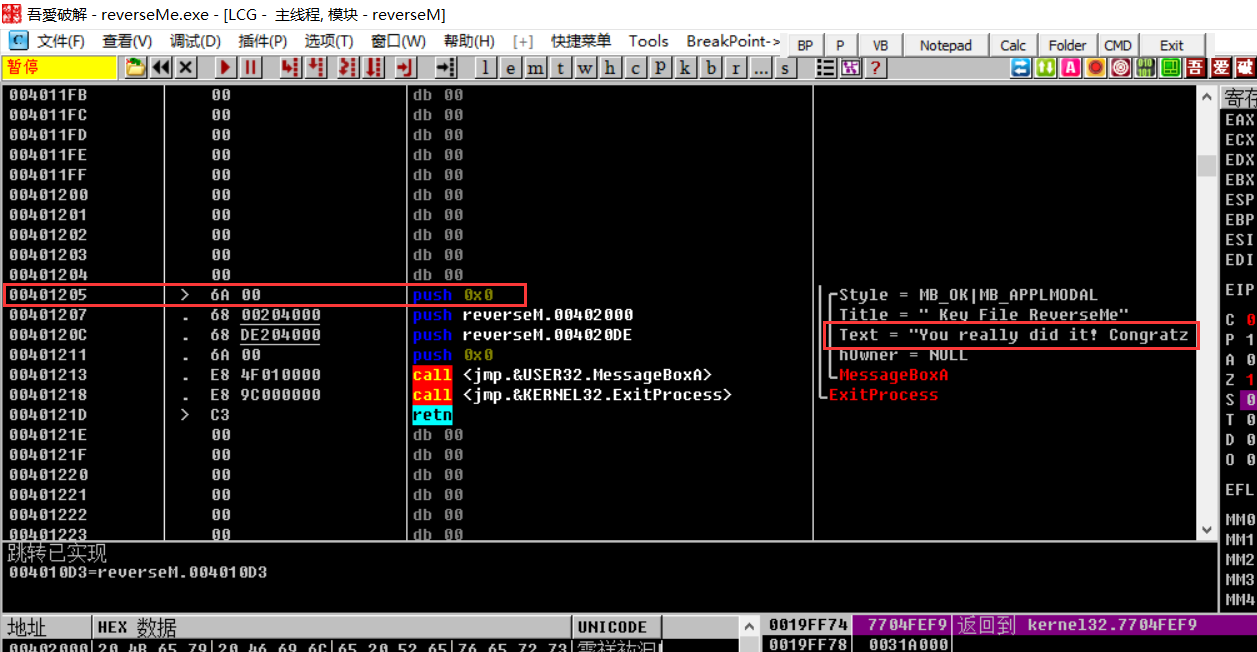 吾爱破解 - reverseMe.exe - [LCG - 主线程, 模块 - reverseM]
C 文件(F) 查看(V) 调试(D) 插件(P) 选项(T) 窗口(W) 帮助(H) [+] 快捷菜单 Tools BreakPoint-> BP P VB Notepad Calc Folder CMD Exit
暂停 l e m t w h c P k b r ... s ? A 吾 爱 破
004011FB 00 db 00
004011FC 00 db 00
004011FD 00 db 00
004011FE 00 db 00
004011FF 00 db 00
00401200 00 db 00
00401201 00 db 00
00401202 00 db 00
00401203 00 db 00
00401204 00 db 00
00401205 > 6A 00 push 0x0 Style = MB_OK|MB_APPLMODAL
00401207 . 68 00204000 push reverseM.00402000 Title = " Key File ReverseMe"
0040120C . 68 DE204000 push reverseM.004020DE Text = "You really did it! Congratz
00401211 . 6A 00 push 0x0 hOwner = NULL
00401213 . E8 4F010000 call <jmp.&USER32.MessageBoxA> MessageBoxA
00401218 . E8 9C000000 call <jmp.&KERNEL32.ExitProcess> ExitProcess
0040121D > C3 retn
0040121E 00 db 00
0040121F 00 db 00
00401220 00 db 00
00401221 00 db 00
00401222 00 db 00
00401223 00 db 00
寄存
EAX
ECX
EDX
EBX
ESP
EBP
ESI
EDI
EIP
C 0
P 1
A 0
Z 1
S 0
T 0
D 0
O 0
EFL
MM0
MM1
MM2
MM3
MM4
跳转已实现
004010D3=reverseM.004010D3
地址 HEX 数据 UNICODE
00402000 20 4B 65 79 20 46 69 6C 65 20 52 65 76 65 72 73
0019FF74 7704FEF9 返回到 kernel32.7704FEF9
0019FF78 0031A000